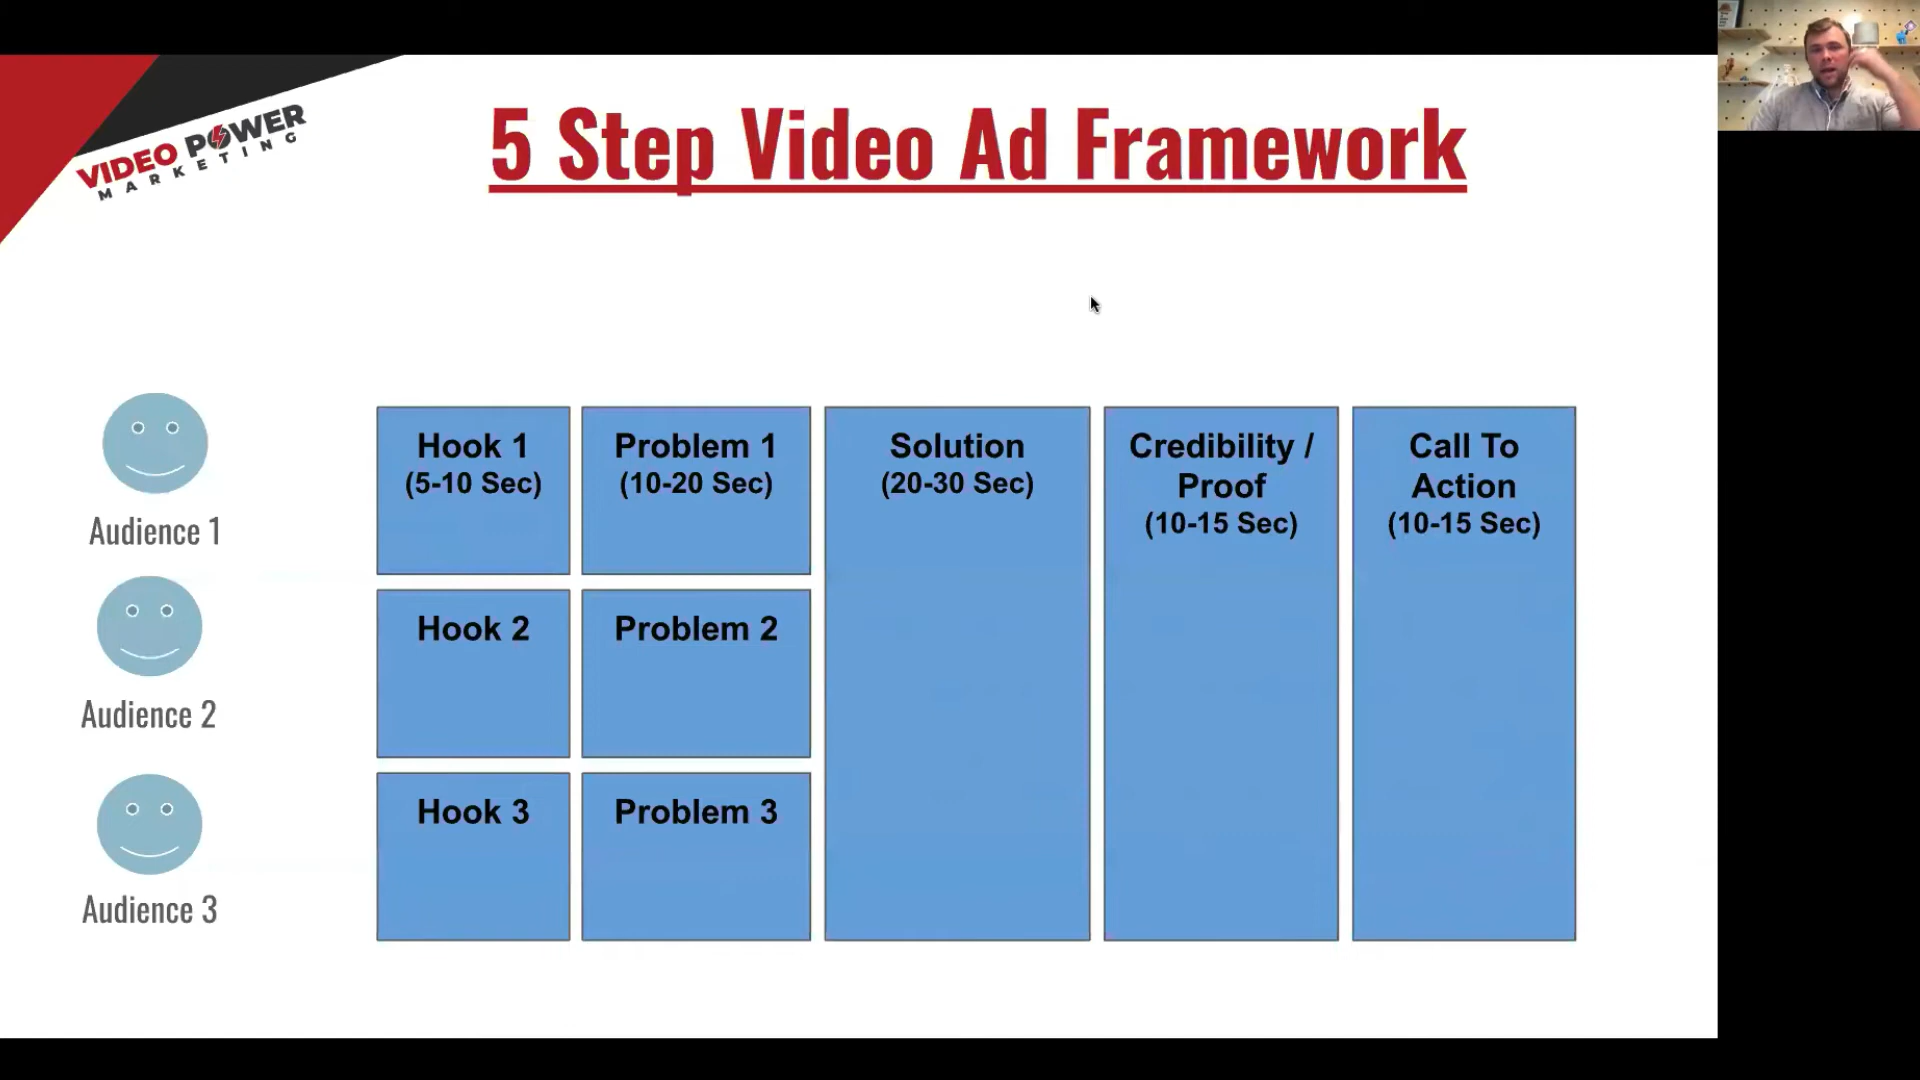 VIDEO POWER
MARKETING
5 Step Video Ad Framework
Audience 1
Hook 1
(5-10 Sec)
Problem 1
(10-20 Sec)
Solution
(20-30 Sec)
Credibility /
Proof
(10-15 Sec)
Call To
Action
(10-15 Sec)
Audience 2
Hook 2
Problem 2
Audience 3
Hook 3
Problem 3